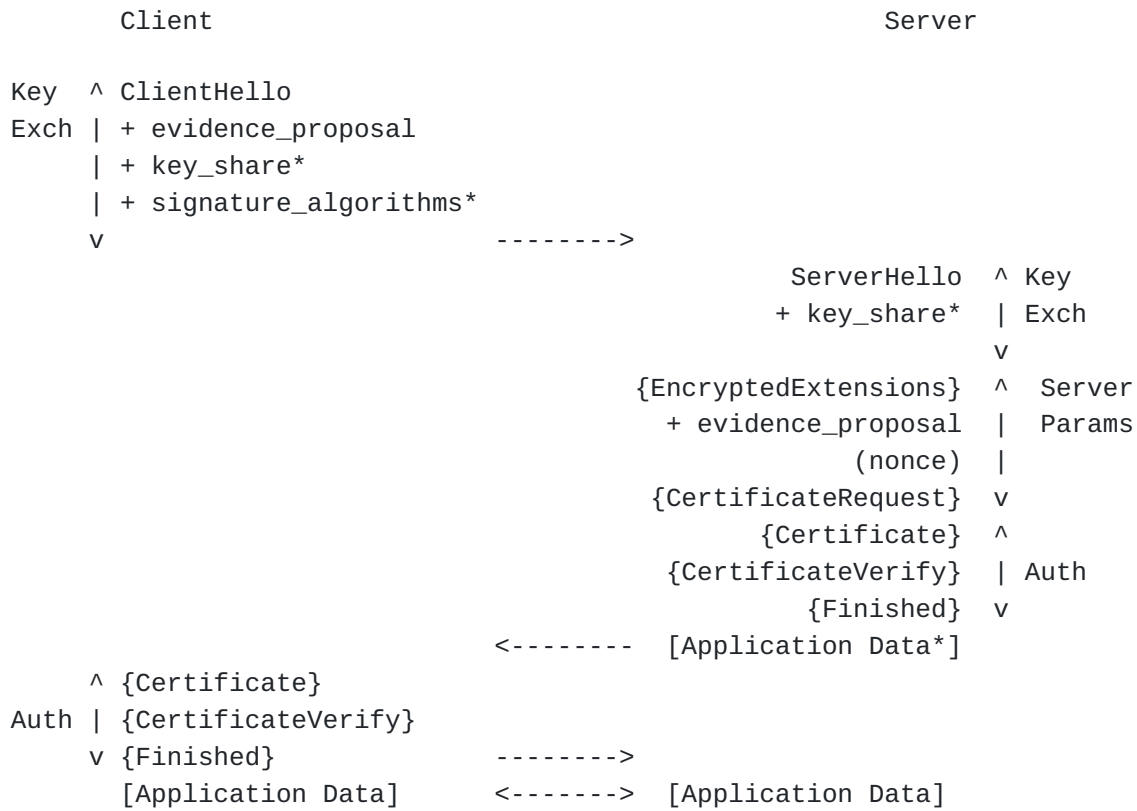 Client                                           Server

Key  ^ ClientHello
Exch | + evidence_proposal
     | + key_share*
     | + signature_algorithms*
     v                         -------->
                                                  ServerHello  ^ Key
                                                 + key_share*  | Exch
                                                               v
                                        {EncryptedExtensions}  ^  Server
                                          + evidence_proposal  |  Params
                                                      (nonce)  |
                                         {CertificateRequest}  v
                                                {Certificate}  ^
                                          {CertificateVerify}  | Auth
                                                   {Finished}  v
                               <--------  [Application Data*]
     ^ {Certificate}
Auth | {CertificateVerify}
     v {Finished}              -------->
       [Application Data]      <------->  [Application Data]